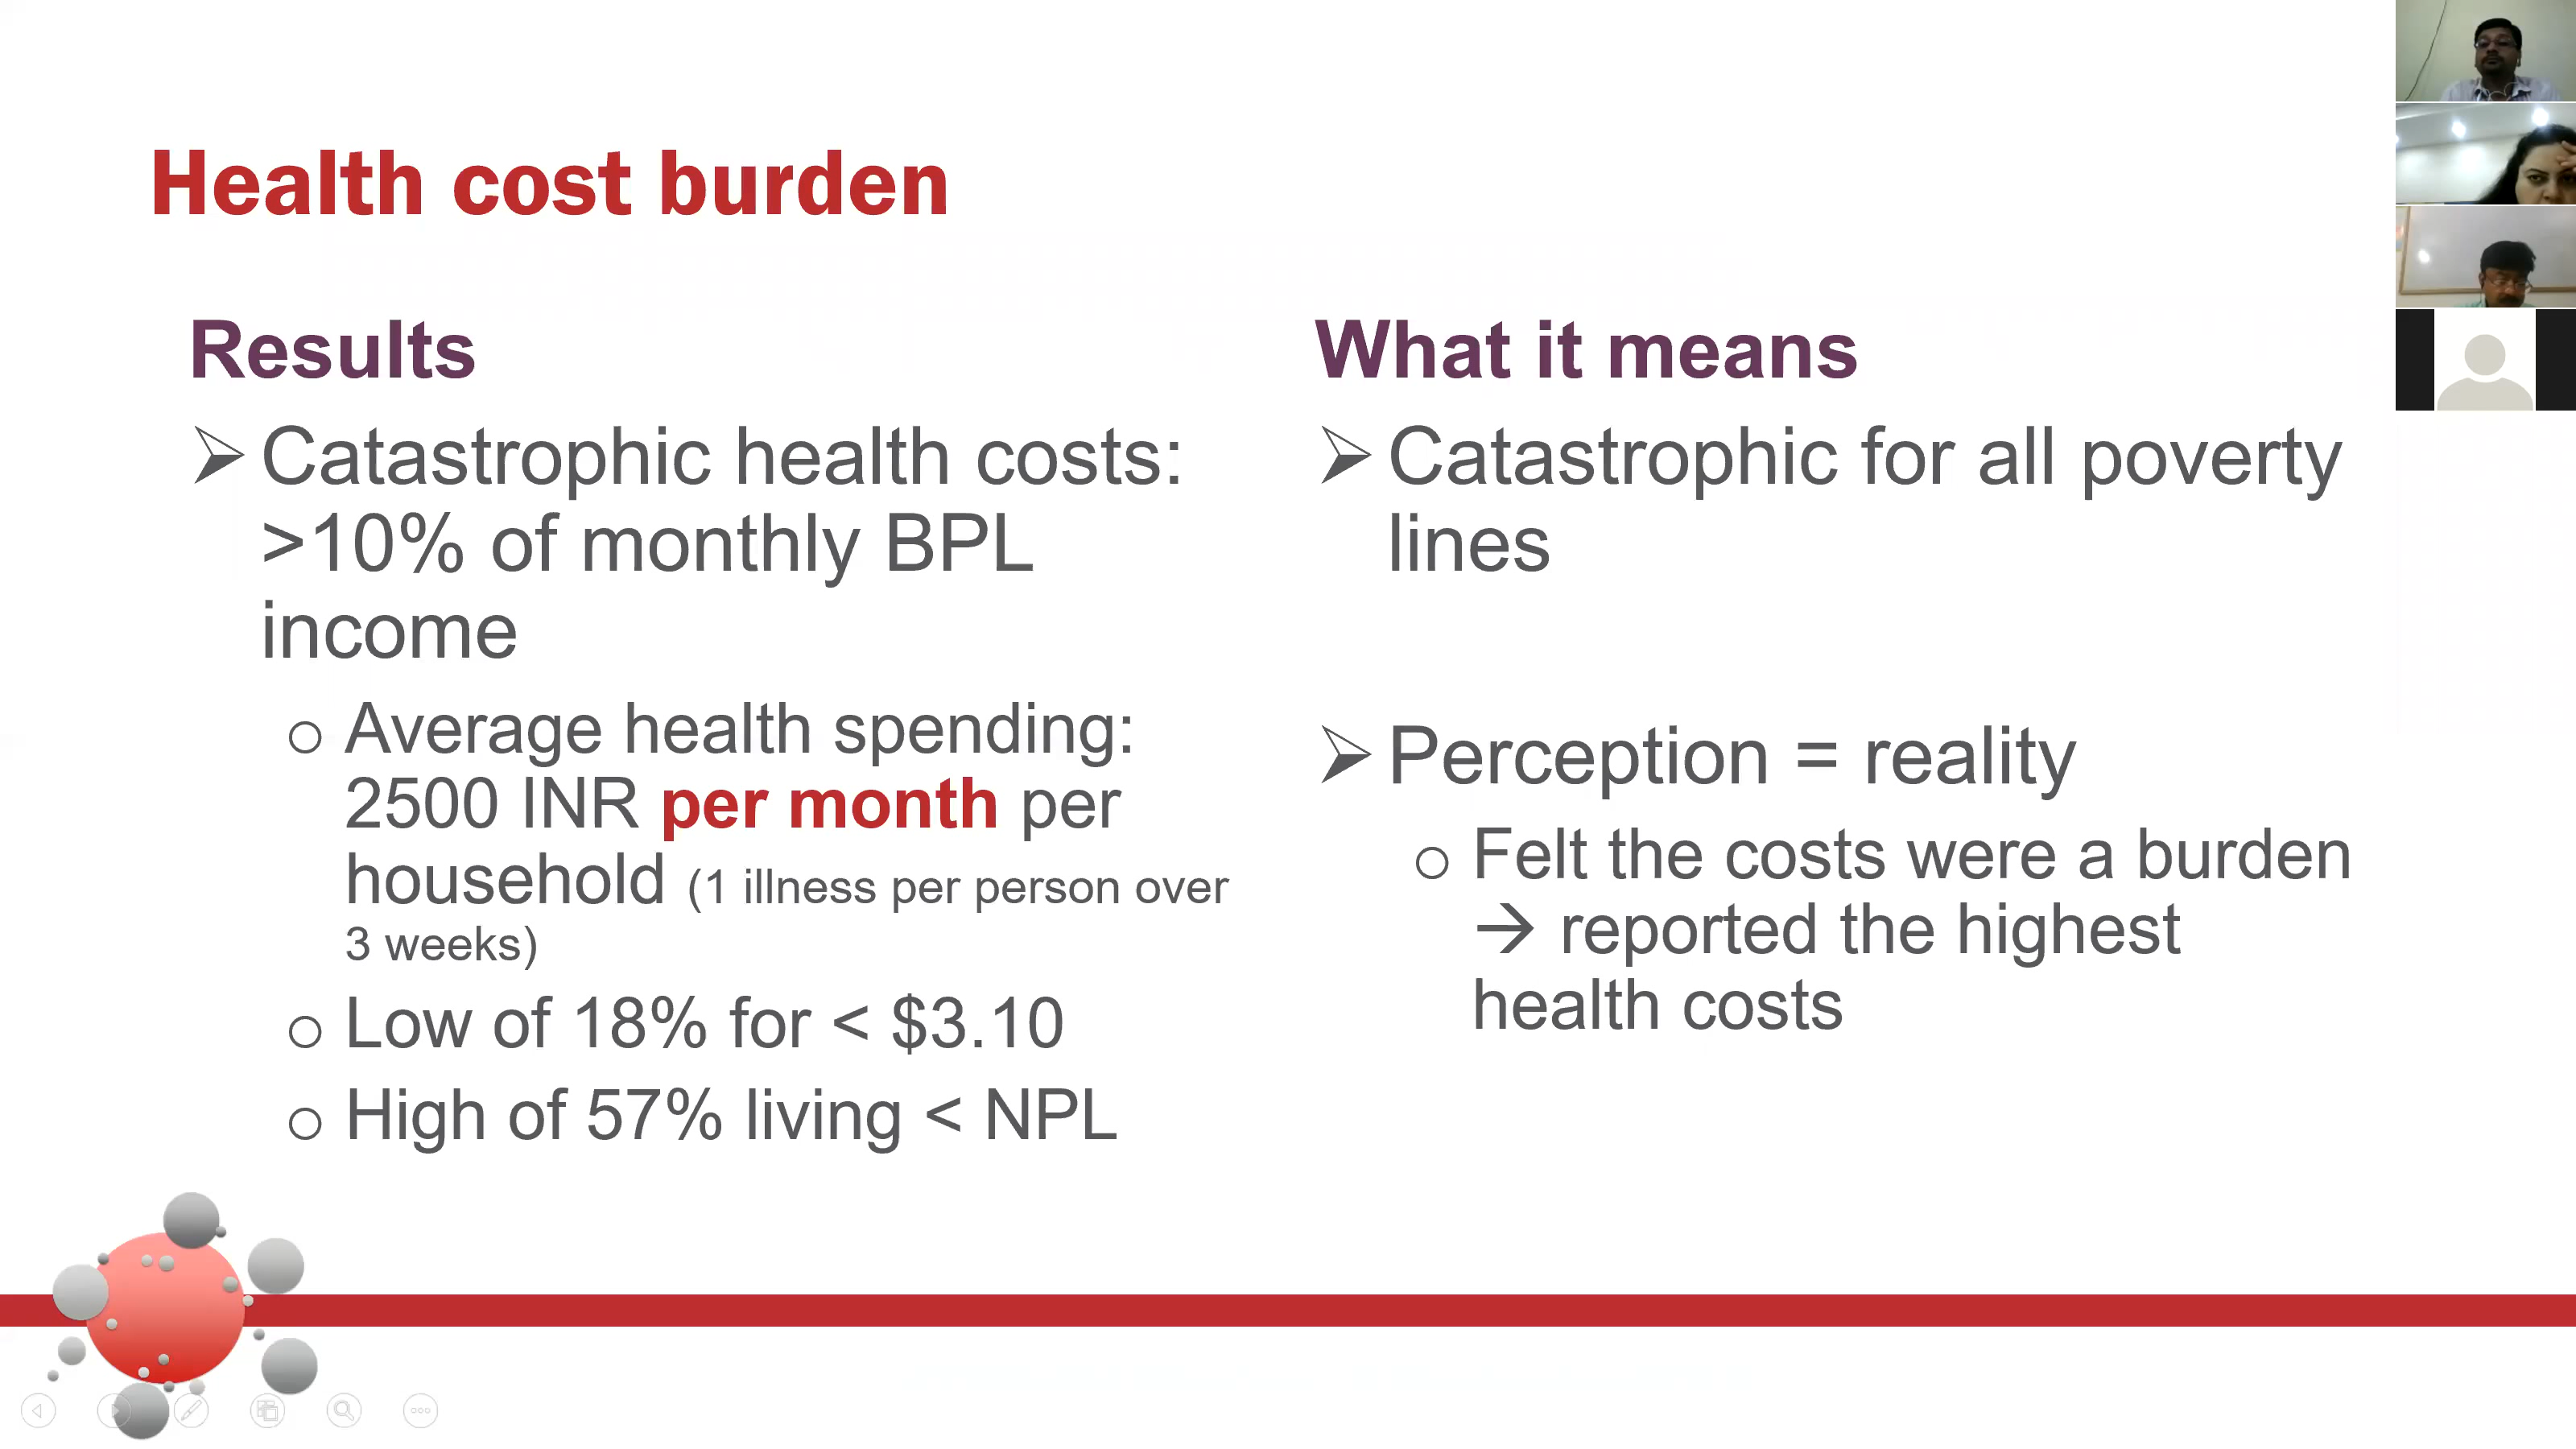 Health cost burden
Results
➢ Catastrophic health costs:
>10% of monthly BPL
income
o Average health spending:
2500 INR per month per
household (1 illness per person over
3 weeks)
o Low of 18% for < $3.10
o High of 57% living < NPL
What it means
➢ Catastrophic for all poverty
lines
➢ Perception = reality
o Felt the costs were a burden
→ reported the highest
health costs